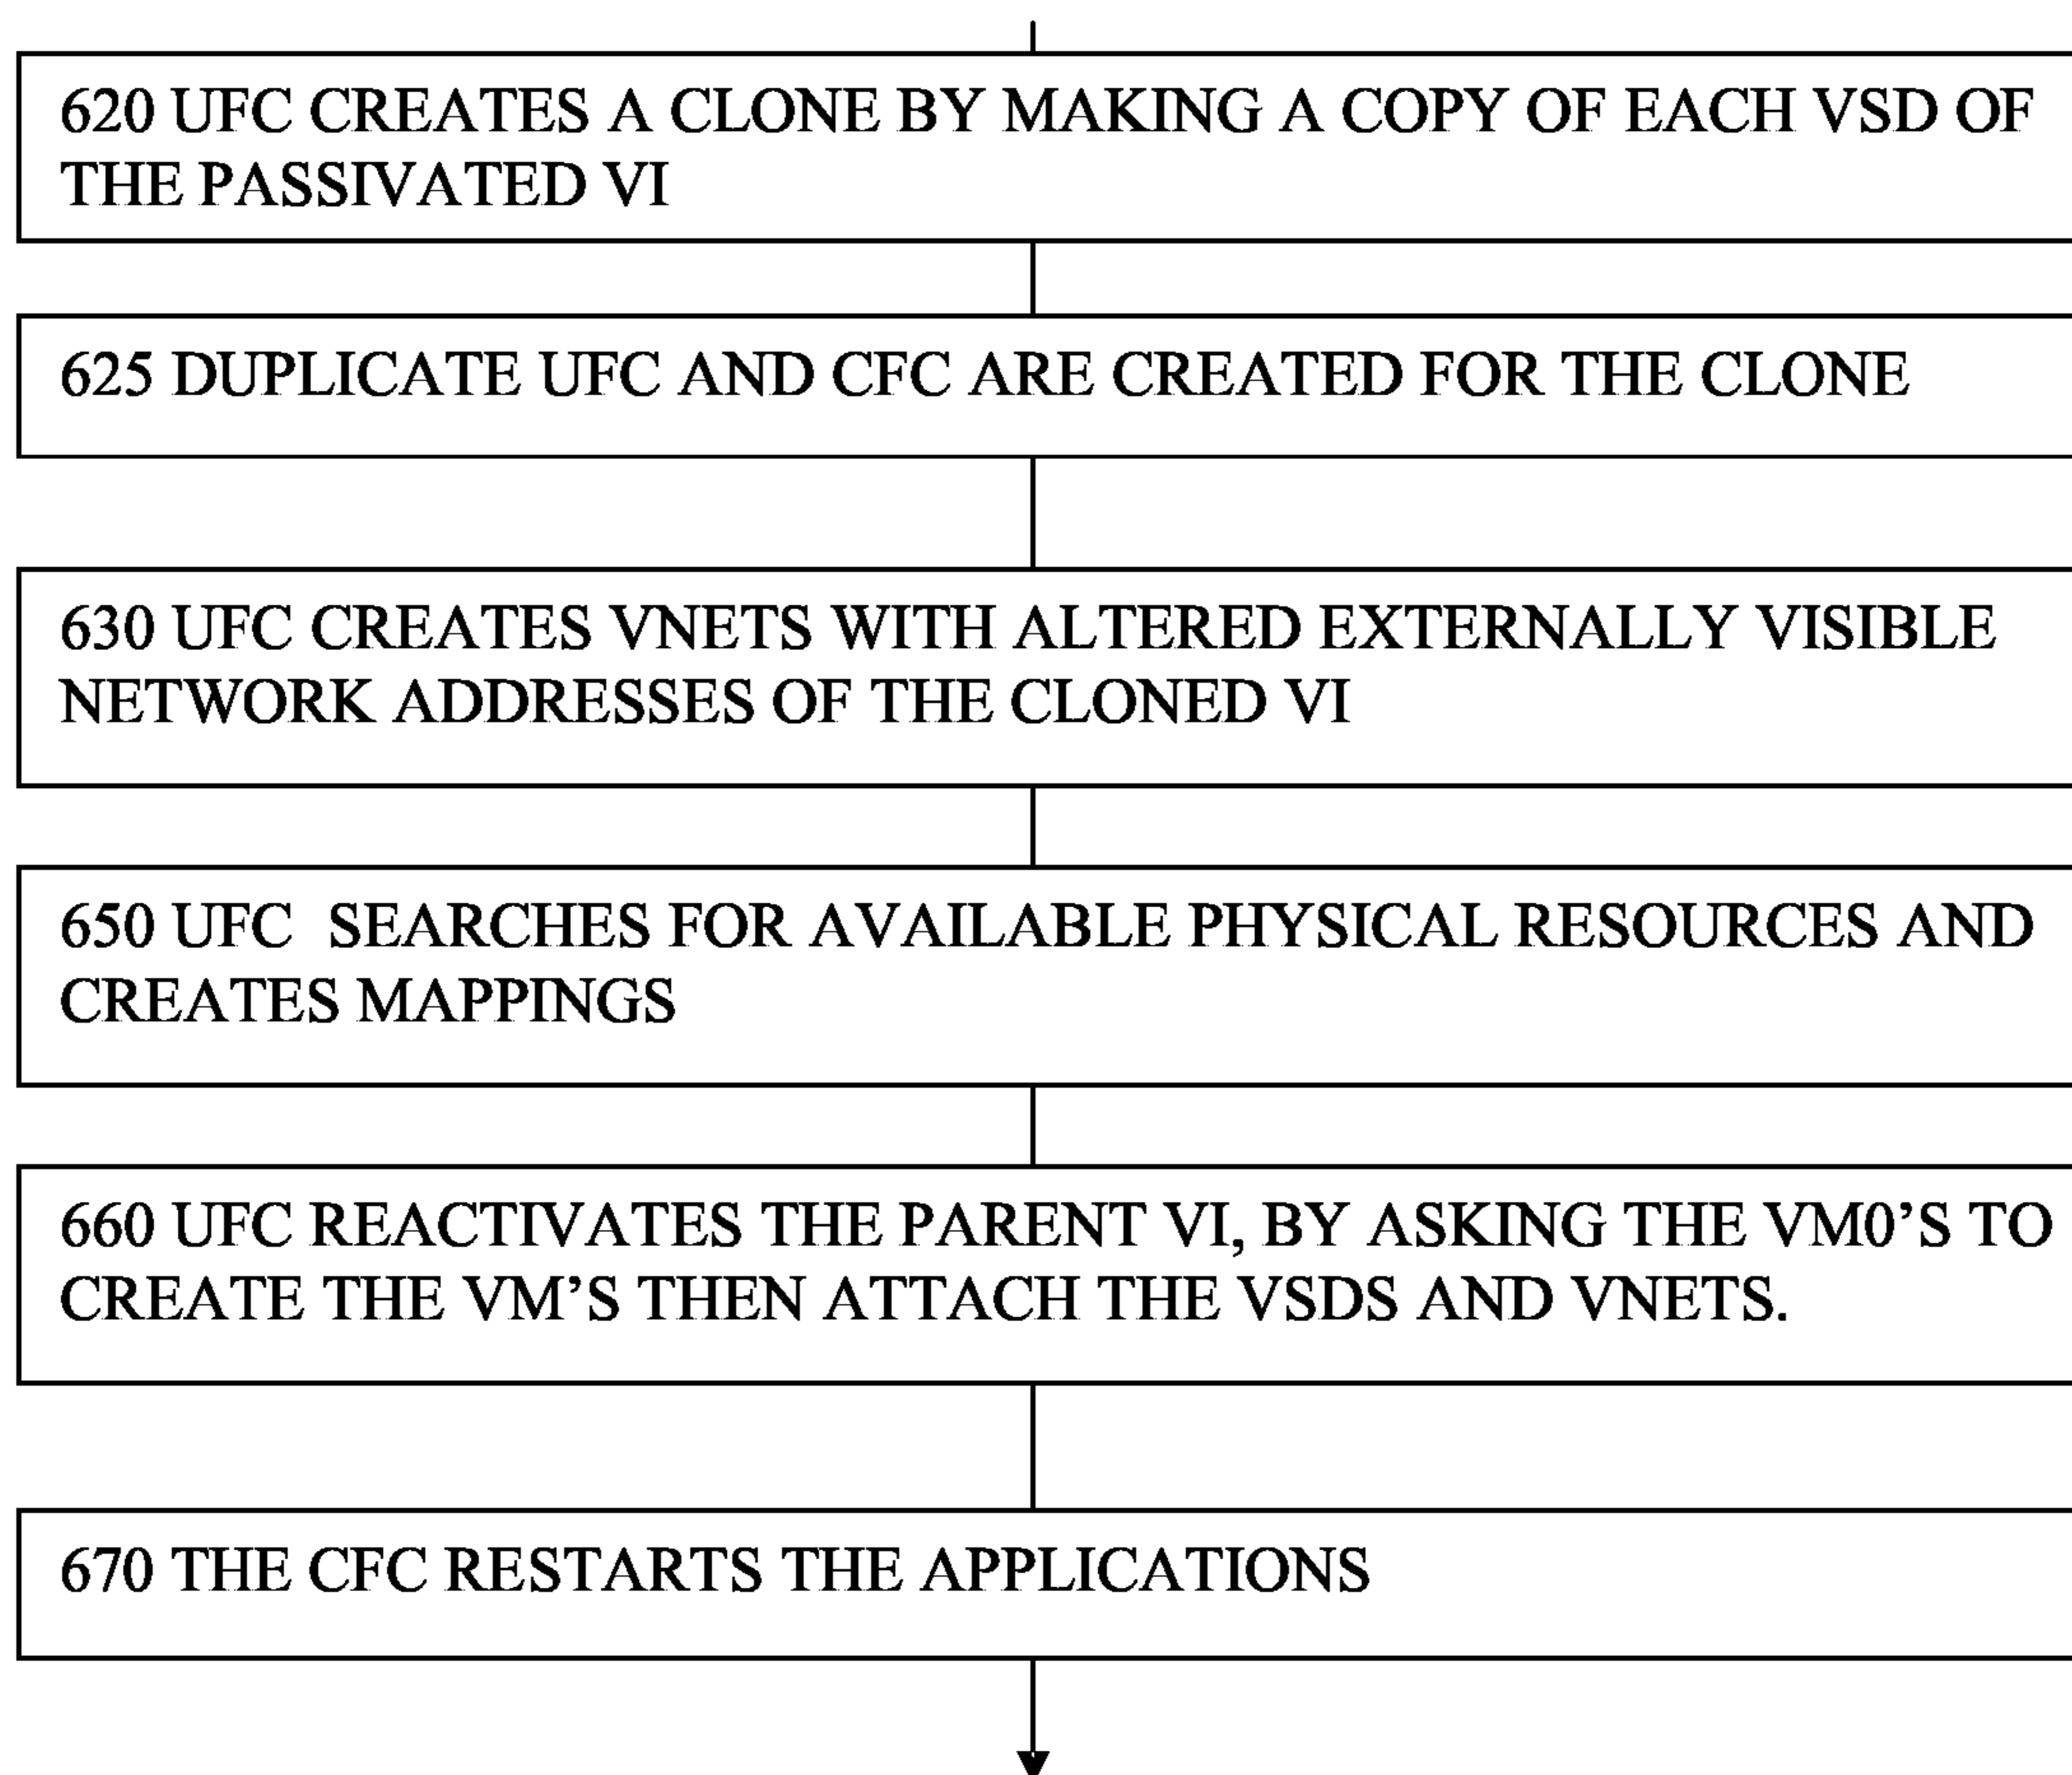 620 UFC CREATES A CLONE BY MAKING A COPY OF EACH VSD OF
THE PASSIVATED VI
625 DUPLICATE UFC AND CFC ARE CREATED FOR THE CLONE
630 UFC CREATES VNETS WITH ALTERED EXTERNALLY VISIBLE
NETWORK ADDRESSES OF THE CLONED VI
650 UFC  SEARCHES FOR AVAILABLE PHYSICAL RESOURCES AND
CREATES MAPPINGS
660 UFC REACTIVATES THE PARENT VI, BY ASKING THE VM0’S TO
CREATE THE VM’S THEN ATTACH THE VSDS AND VNETS.
670 THE CFC RESTARTS THE APPLICATIONS